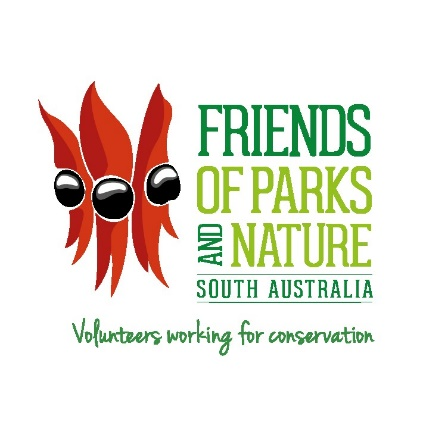 FRIENDS
OF PARKS
AND NATURE
SOUTH AUSTRALIA
Volunteers working for conservation